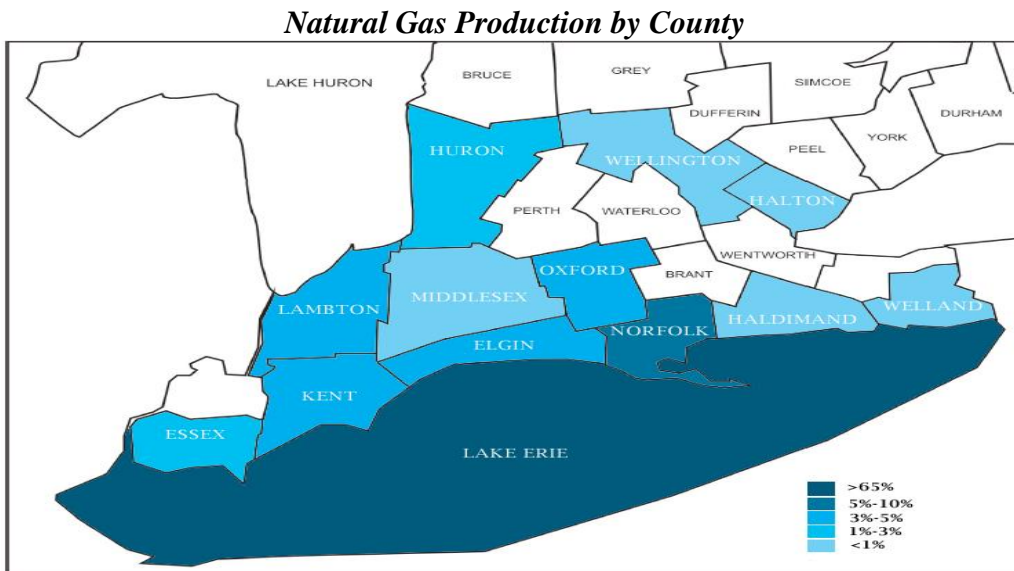 Natural Gas Production by County
LAKE HURON
BRUCE
GREY
SIMCOE
DUFFERIN
DURHAM
YORK
PEEL
HURON
WELLINGTON
HALTON
PERTH
WATERLOO
WENTWORTH
BRANT
OXFORD
MIDDLESEX
LAMBTON
WELLAND
HALDIMAND
NORFOLK
ELGIN
KENT
ESSEX
LAKE ERIE
>65%
5%-10%
3%-5%
1%-3%
<1%